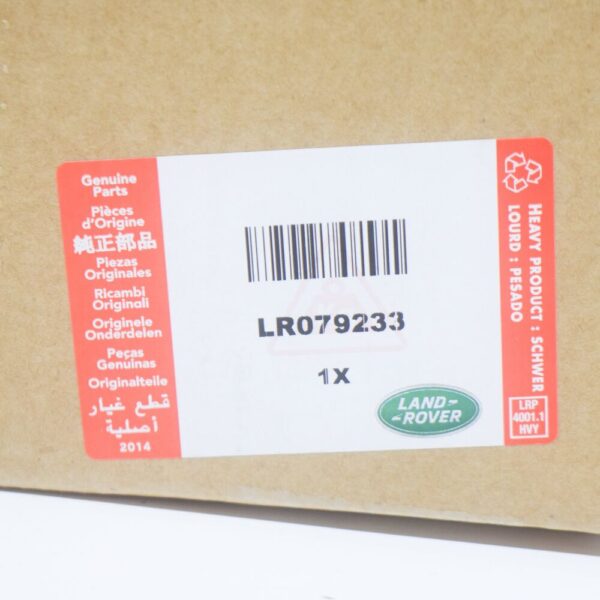 Genuine
Parts
Pièces
d'Origine
純正部品
Piezas
Originales
Ricambi
Originali
Originele
Onderdelen
Peças
Genuinas
Originalteile
قطع غيار
أصلية
2014
LR079233
1X
LAND-
-ROVER
HEAVY PRODUCT : SCHWER
LOURD : PESADO
LRP
4001.1
HVY